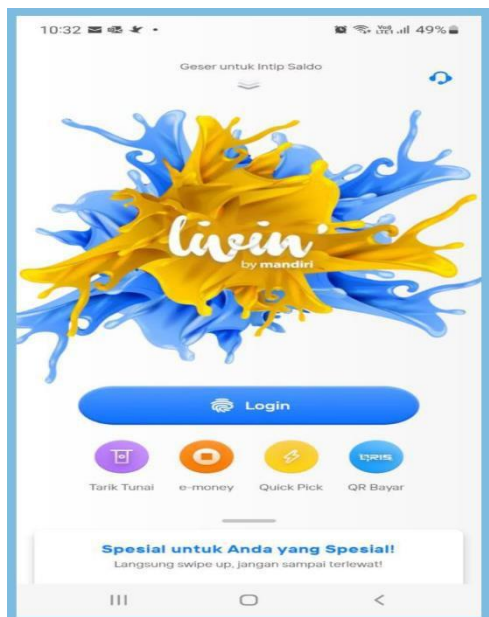 10:32
49%
Geser untuk Intip Saldo
livin'
by mandiri
Login
Tarik Tunai
e-money
Quick Pick
QRIS
QR Bayar
Spesial untuk Anda yang Spesial!
Langsung swipe up, jangan sampai terlewat!